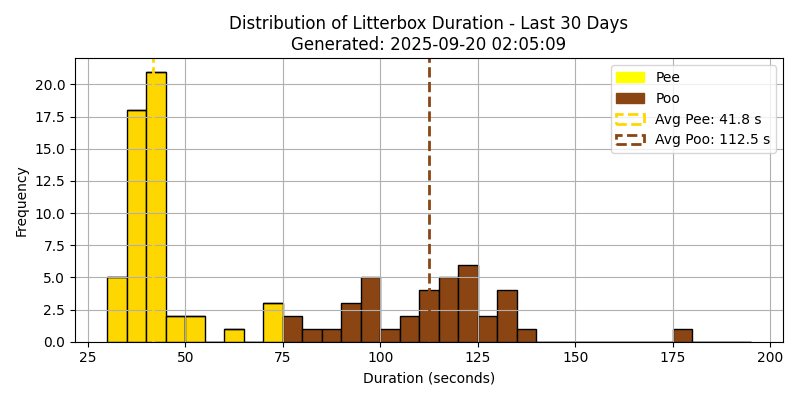 Distribution of Litterbox Duration - Last 30 Days
Generated: 2025-09-20 02:05:09
Pee
Poo
Avg Pee: 41.8 s
Avg Poo: 112.5 s
Frequency
20.0
17.5
15.0
12.5
10.0
7.5
5.0
2.5
0.0
25 50 75 100 125 150 175 200
Duration (seconds)